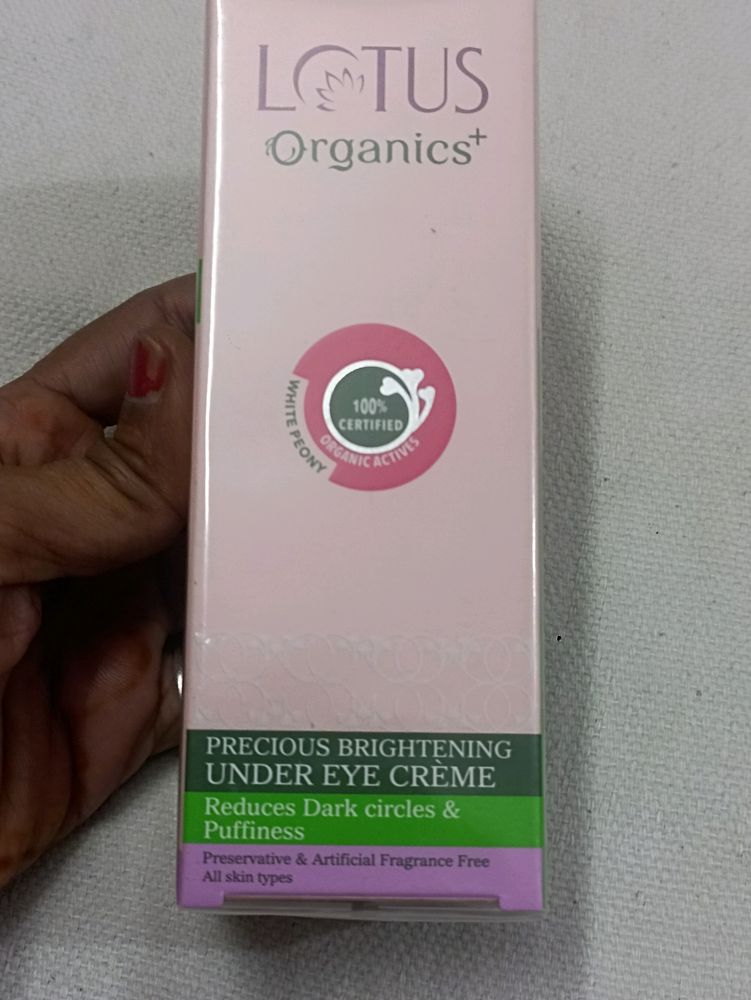 LOTUS
Organics+
WHITE PEONY
100%
CERTIFIED
ORGANIC ACTIVES
PRECIOUS BRIGHTENING
UNDER EYE CRÈME
Reduces Dark circles &
Puffiness
Preservative & Artificial Fragrance Free
All skin types